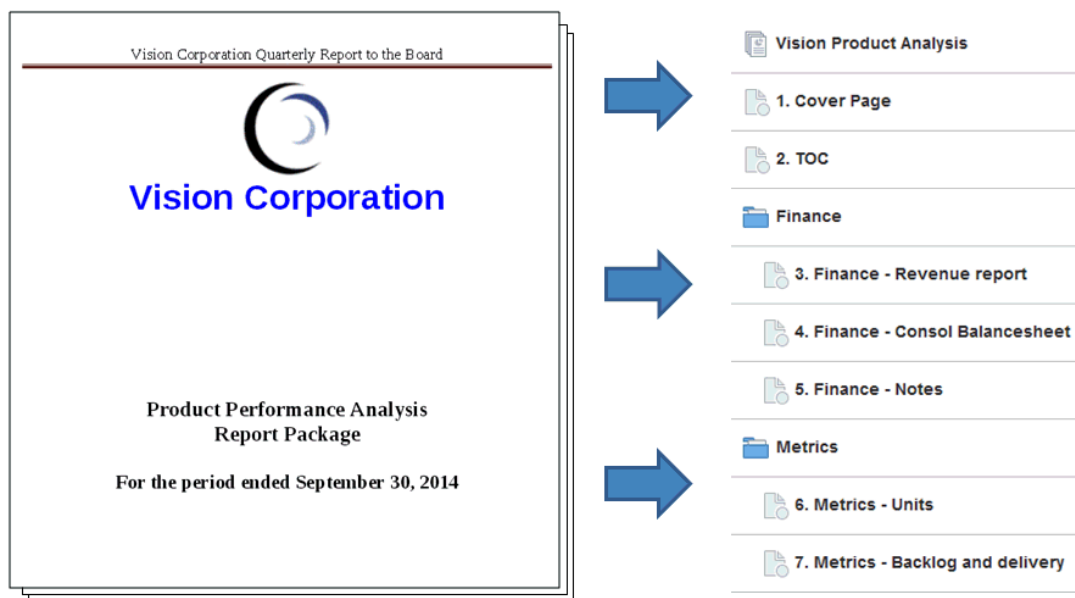 Vision Corporation Quarterly Report to the Board
Vision Corporation
Product Performance Analysis
Report Package
For the period ended September 30, 2014
Vision Product Analysis
1. Cover Page
2. TOC
Finance
3. Finance - Revenue report
4. Finance - Consol Balancesheet
5. Finance - Notes
Metrics
6. Metrics - Units
7. Metrics - Backlog and delivery